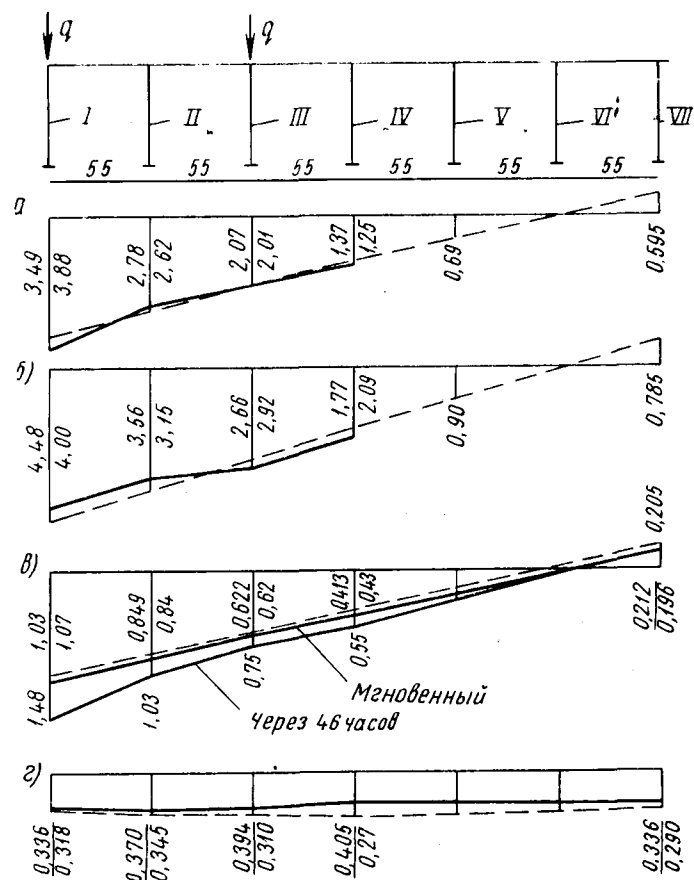 q q
I II III IV V VI VII
55 55 55 55 55 55
а
3,49 2,78 2,07 1,37 0,69 0,595
3,88 2,62 2,01 1,25
б)
4,48 3,56 2,66 1,77 0,90 0,785
4,00 3,15 2,92 2,09
в)
0,205
1,03 0,849 0,622 0,413 0,212
1,07 0,84 0,62 0,43 0,196
1,48 1,03 0,75 0,55
Мгновенный
Через 46 часов
г)
0,336 0,370 0,394 0,405 0,336
0,318 0,345 0,310 0,27 0,290